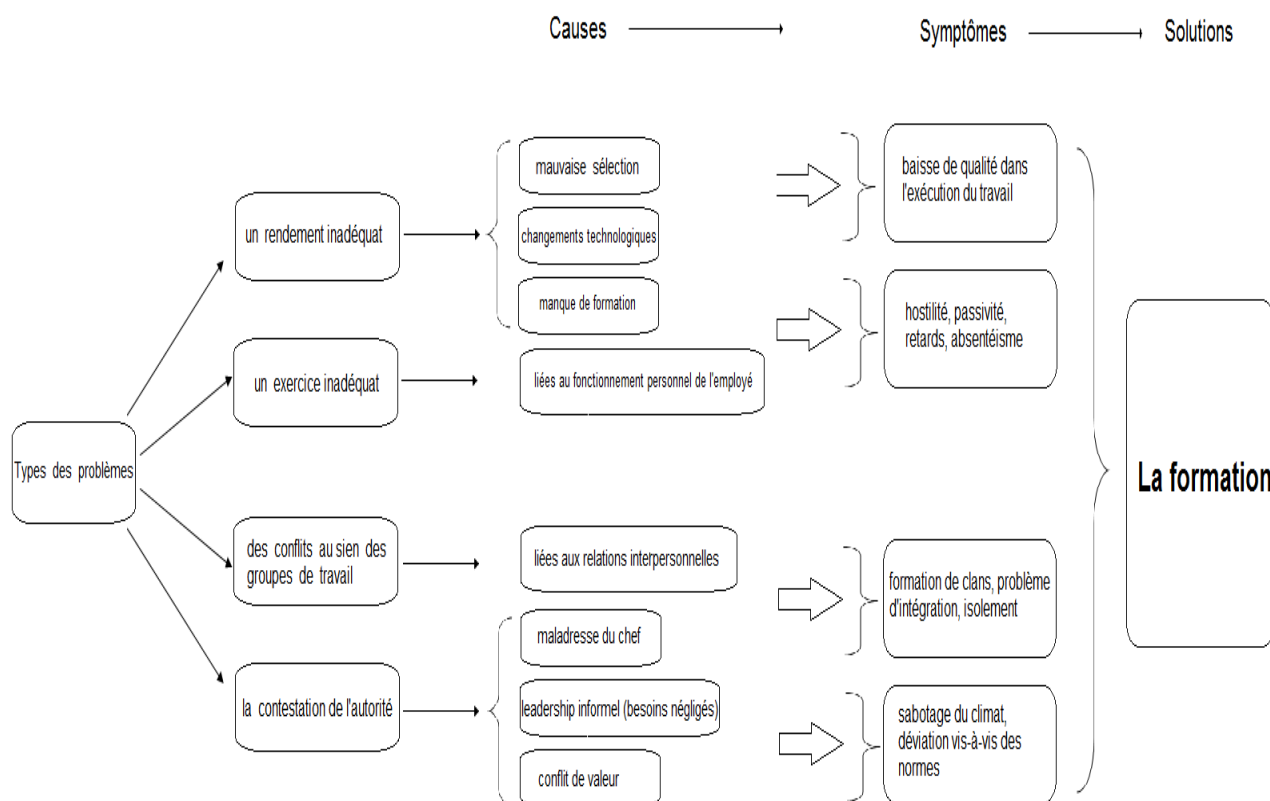 Causes
Symptômes
Solutions
mauvaise sélection
baisse de qualité dans
l'exécution du travail
un rendement inadéquat
changements technologiques
manque de formation
hostilité, passivité,
retards, absentéisme
un exercice inadéquat
liées au fonctionnement personnel de l'employé
Types des problèmes
La formation
des conflits au sien des
groupes de travail
liées aux relations interpersonnelles
formation de clans, problème
d'intégration, isolement
maladresse du chef
la contestation de l'autorité
leadership informel (besoins négligés)
sabotage du climat,
déviation vis-à-vis des
normes
conflit de valeur